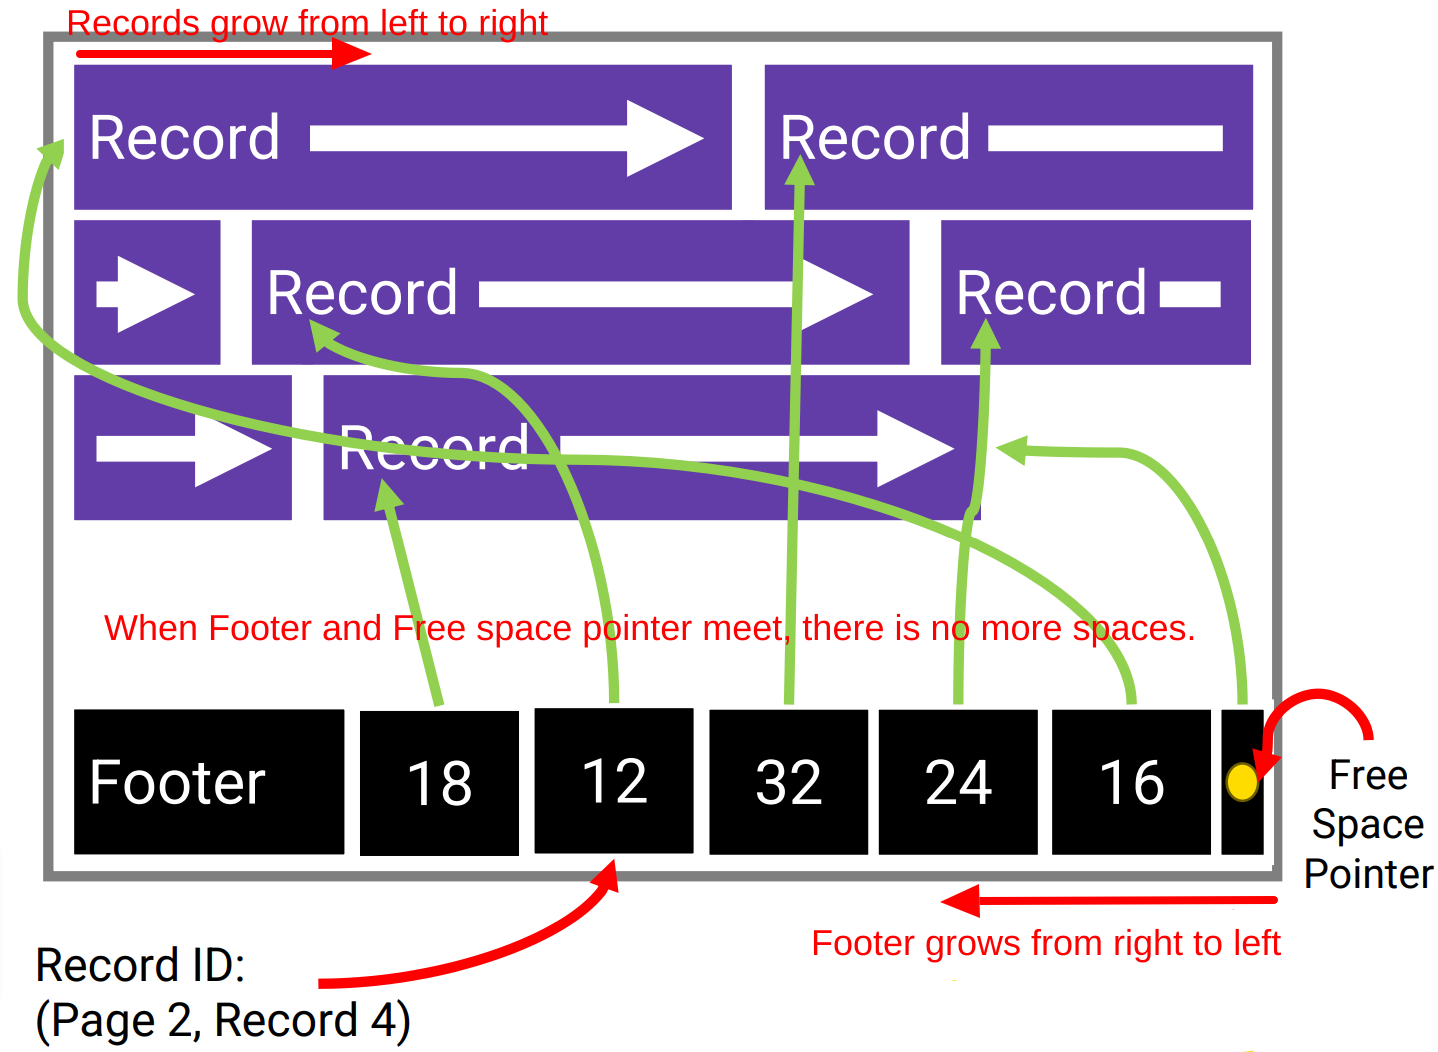 Records grow from left to right
Record
Record
Record
Record
Record
When Footer and Free space pointer meet, there is no more spaces.
Footer
18
12
32
24
16
Free
Space
Pointer
Footer grows from right to left
Record ID:
(Page 2, Record 4)